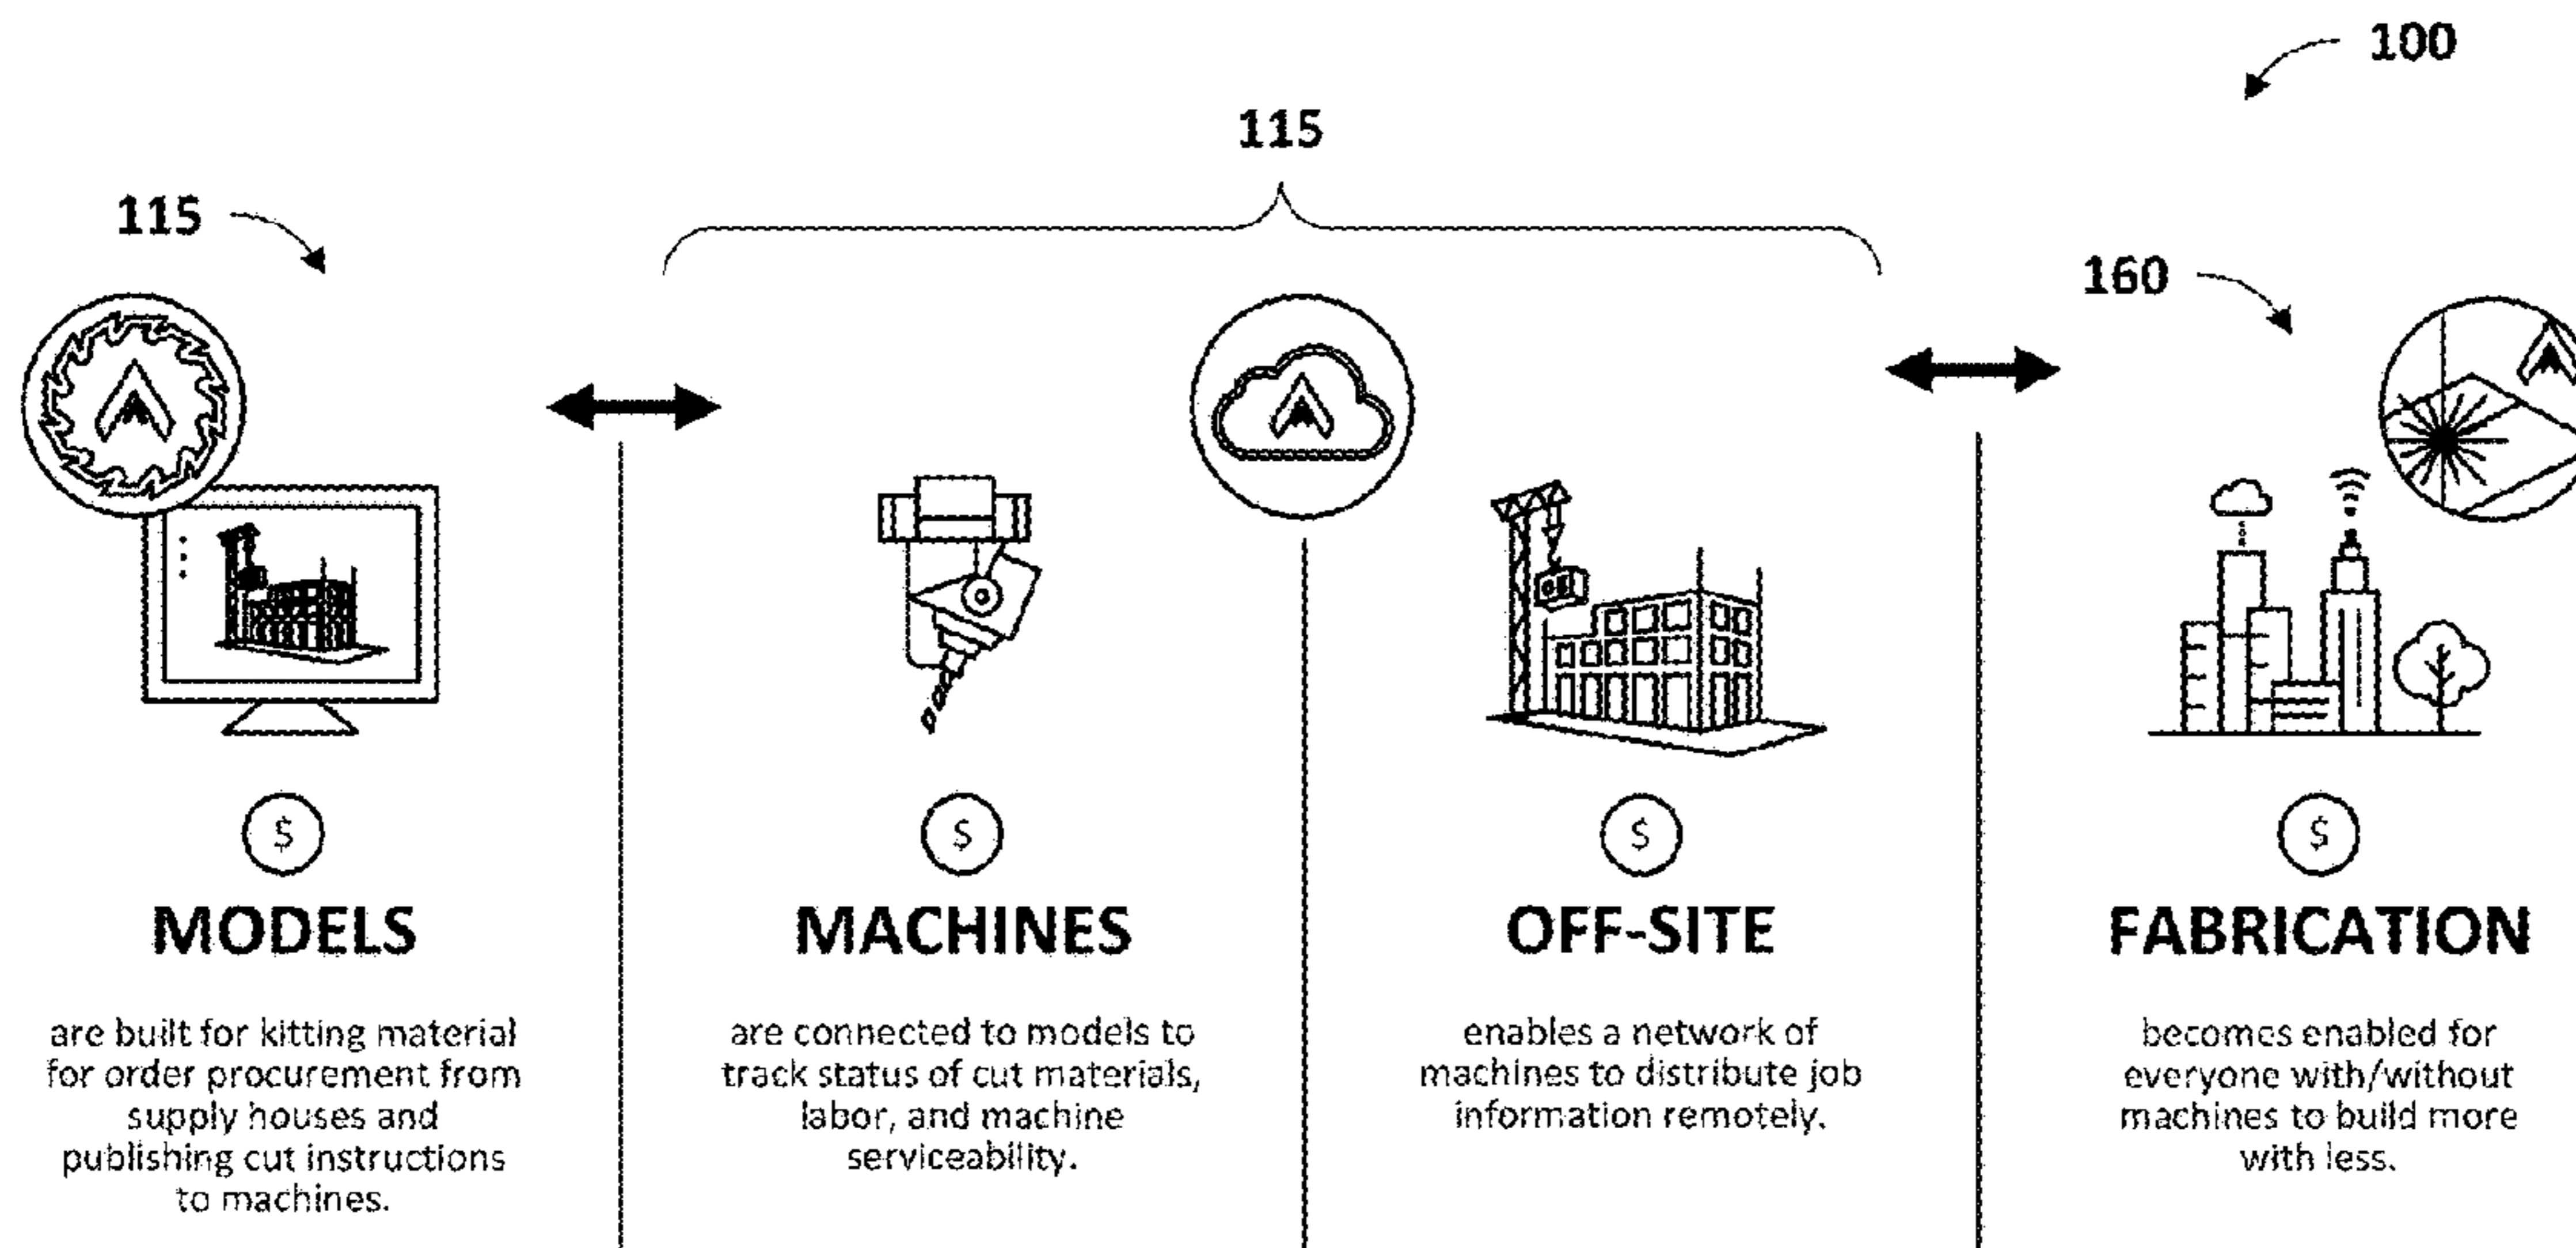 100
115
115
160
$
MODELS
are built for kitting material
for order procurement from
supply houses and
publishing cut instructions
to machines.
$
MACHINES
are connected to models to
track status of cut materials,
labor, and machine
serviceability.
$
OFF-SITE
enables a network of
machines to distribute job
information remotely.
$
FABRICATION
becomes enabled for
everyone with/without
machines to build more
with less.